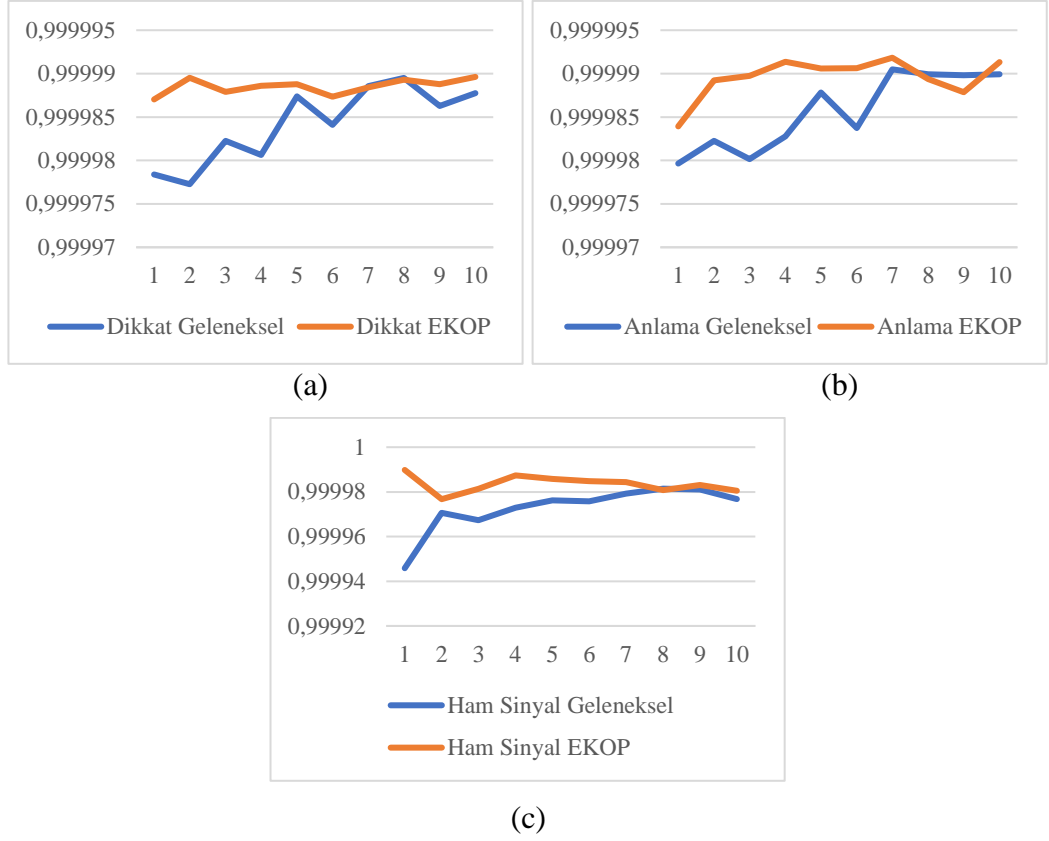 0,999995
0,99999
0,999985
0,99998
0,999975
0,99997
1 2 3 4 5 6 7 8 9 10
Dikkat Geleneksel Dikkat EKOP
(a)
0,999995
0,99999
0,999985
0,99998
0,999975
0,99997
1 2 3 4 5 6 7 8 9 10
Anlama Geleneksel Anlama EKOP
(b)
1
0,99998
0,99996
0,99994
0,99992
1 2 3 4 5 6 7 8 9 10
Ham Sinyal Geleneksel
Ham Sinyal EKOP
(c)